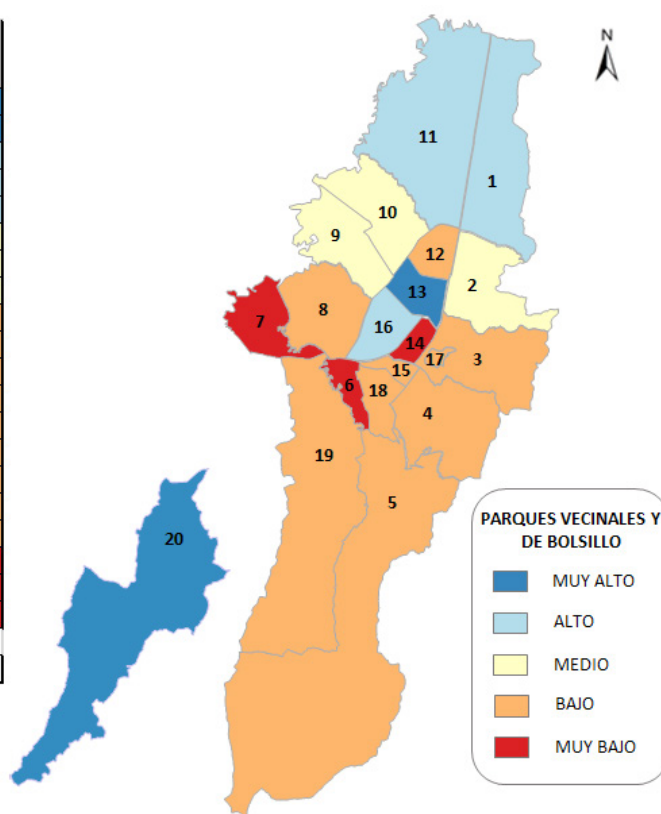 N
11
1
10
9
12
2
13
8
7
16
14
17
3
15
6
18
4
19
5
20
PARQUES VECINALES Y
DE BOLSILLO
MUY ALTO
ALTO
MEDIO
BAJO
MUY BAJO